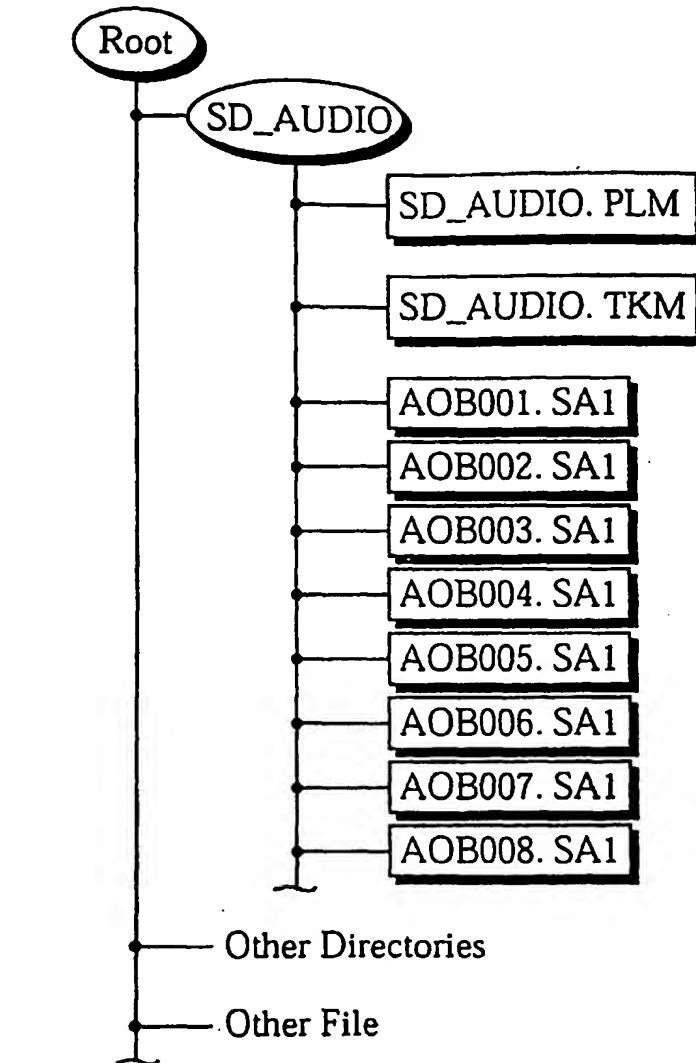 Root
SD_AUDIO
SD_AUDIO. PLM
SD_AUDIO. TKM
AOB001. SA1
AOB002. SA1
AOB003. SA1
AOB004. SA1
AOB005. SA1
AOB006. SA1
AOB007. SA1
AOB008. SA1
Other Directories
Other File